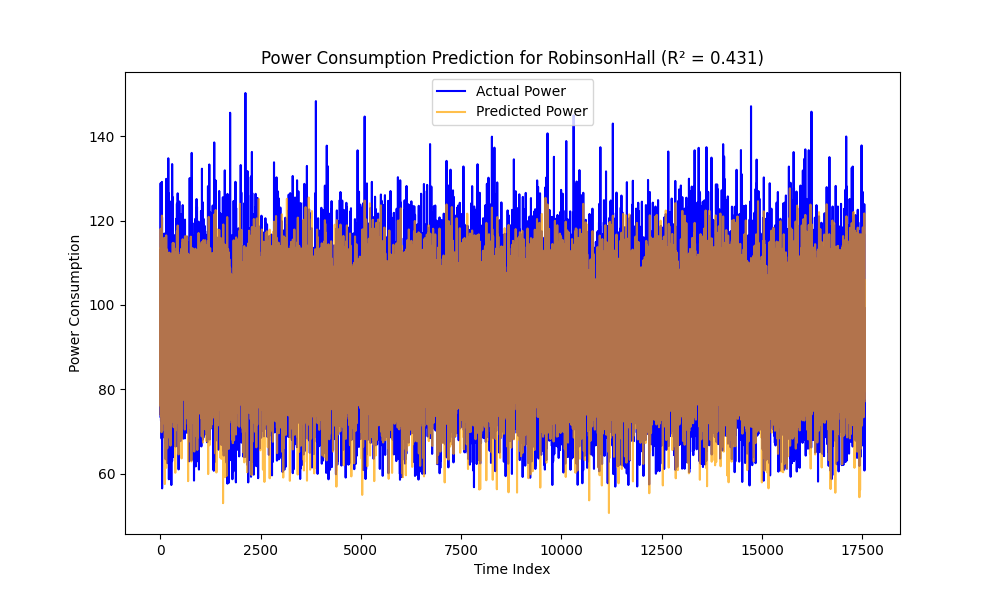 Power Consumption Prediction for RobinsonHall (R² = 0.431)
Actual Power
Predicted Power
Power Consumption
140
120
100
80
60
0 2500 5000 7500 10000 12500 15000 17500
Time Index